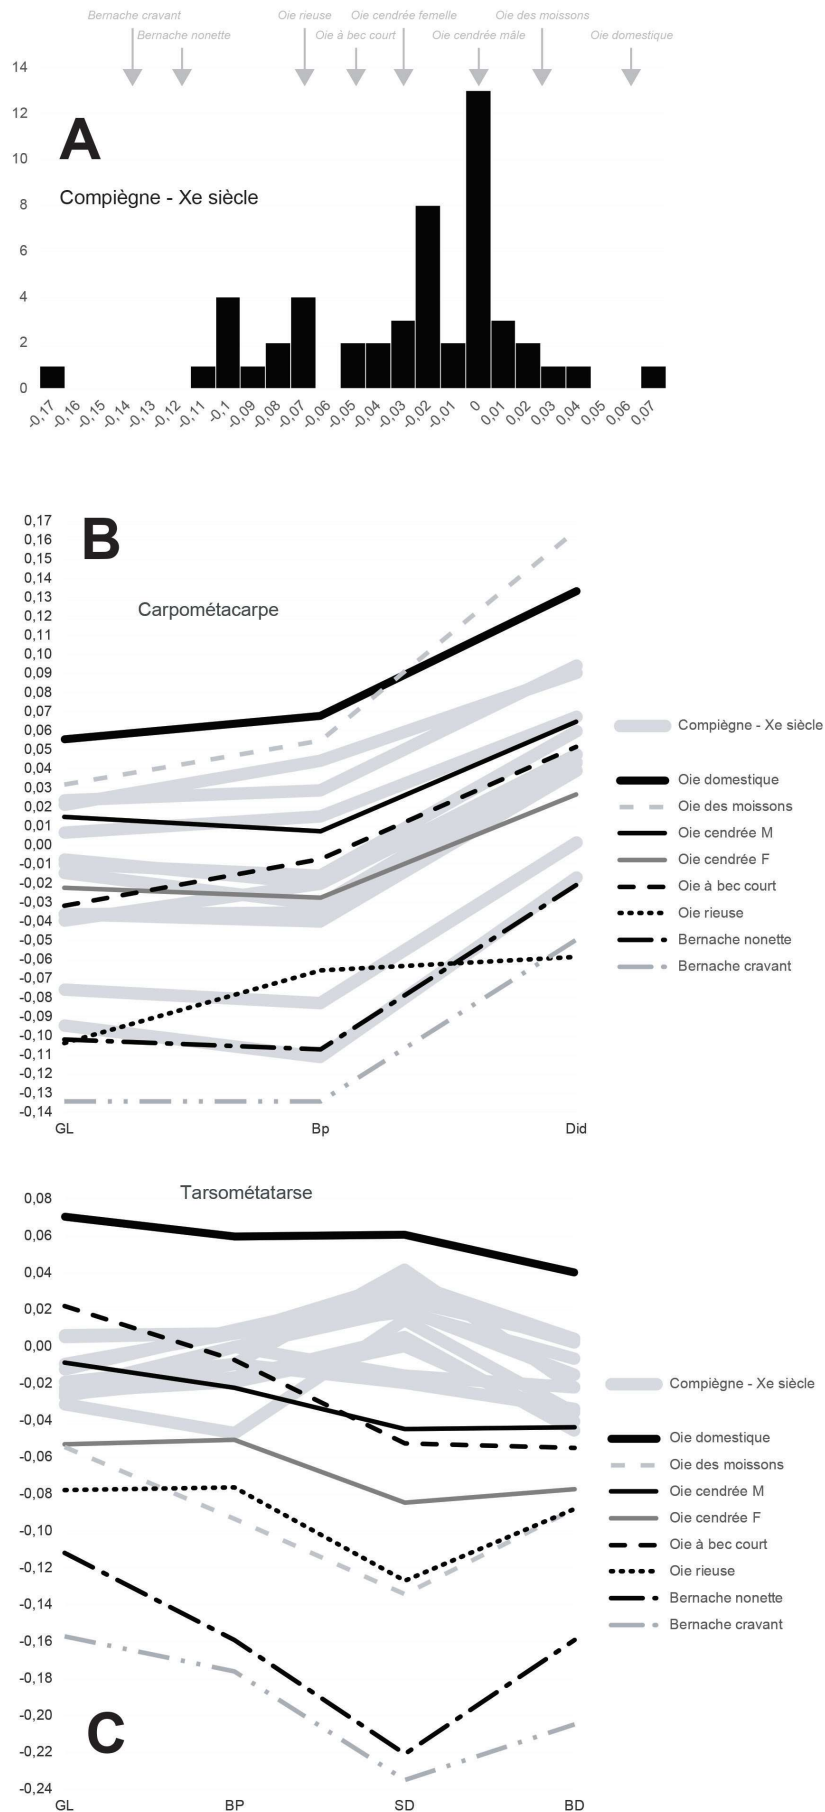 Bernache cravant
Oie rieuse
Oie cendrée femelle
Oie des moissons
Bernache nonette
Oie à bec court
Oie cendrée mâle
Oie domestique
14
12
10
8
6
4
2
0
A
Compiègne - Xe siècle
-0,17
-0,16
-0,15
-0,14
-0,13
-0,12
-0,11
-0,1
-0,09
-0,08
-0,07
-0,06
-0,05
-0,04
-0,03
-0,02
-0,01
0
0,01
0,02
0,03
0,04
0,05
0,06
0,07
B
Carpométacarpe
0,17
0,16
0,15
0,14
0,13
0,12
0,11
0,10
0,09
0,08
0,07
0,06
0,05
0,04
0,03
0,02
0,01
0,00
-0,01
-0,02
-0,03
-0,04
-0,05
-0,06
-0,07
-0,08
-0,09
-0,10
-0,11
-0,12
-0,13
-0,14
GL
Bp
Did
Compiègne - Xe siècle
Oie domestique
Oie des moissons
Oie cendrée M
Oie cendrée F
Oie à bec court
Oie rieuse
Bernache nonette
Bernache cravant
Tarsométatarse
0,08
0,06
0,04
0,02
0,00
-0,02
-0,04
-0,06
-0,08
-0,10
-0,12
-0,14
-0,16
-0,18
-0,20
-0,22
-0,24
C
GL
BP
SD
BD
Compiègne - Xe siècle
Oie domestique
Oie des moissons
Oie cendrée M
Oie cendrée F
Oie à bec court
Oie rieuse
Bernache nonette
Bernache cravant